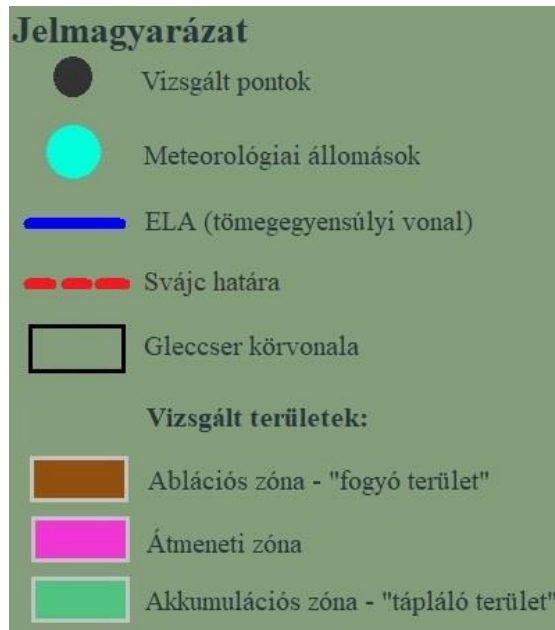 Jelmagyarázat
Vizsgált pontok
Meteorológiai állomások
ELA (tömegegyensúlyi vonal)
Svájc határa
Gleccser körvonala
Vizsgált területek:
Ablációs zóna - "fogyó terület"
Átmeneti zóna
Akkumulációs zóna - "tápláló terület"